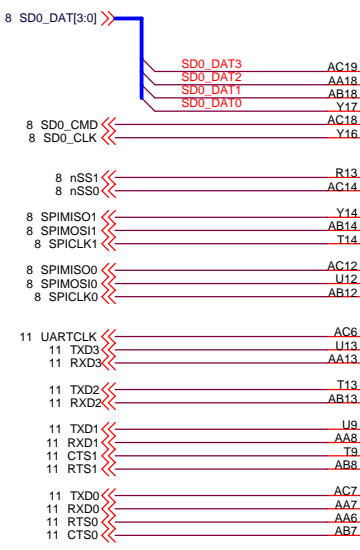 8 SD0_DAT[3:0]
SD0_DAT3 AC19
SD0_DAT2 AA18
SD0_DAT1 AB18
SD0_DAT0 Y17
8 SD0_CMD AC18
8 SD0_CLK Y16
8 nSS1 R13
8 nSS0 AC14
8 SPIMISO1 Y14
8 SPIMOSI1 AB14
8 SPICLK1 T14
8 SPIMISO0 AC12
8 SPIMOSI0 U12
8 SPICLK0 AB12
11 UARTCLK AC6
11 TXD3 U13
11 RXD3 AA13
11 TXD2 T13
11 RXD2 AB13
11 TXD1 U9
11 RXD1 AA8
11 CTS1 T9
11 RTS1 AB8
11 TXD0 AC7
11 RXD0 AA7
11 RTS0 AA6
11 CTS0 AB7